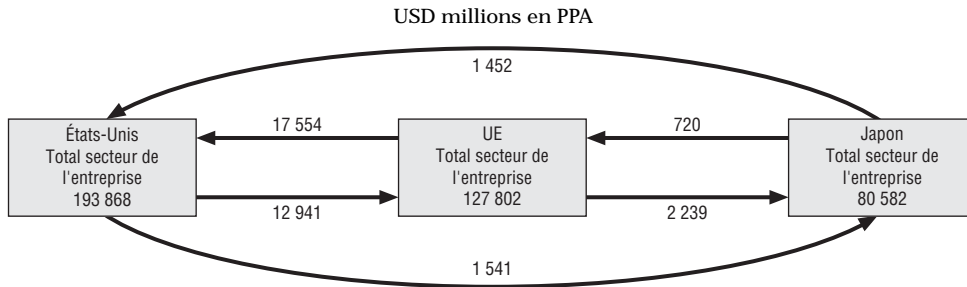 USD millions en PPA
1 452
États-Unis
Total secteur de
l'entreprise
193 868
17 554
12 941
UE
Total secteur de
l'entreprise
127 802
720
2 239
Japon
Total secteur de
l'entreprise
80 582
1 541